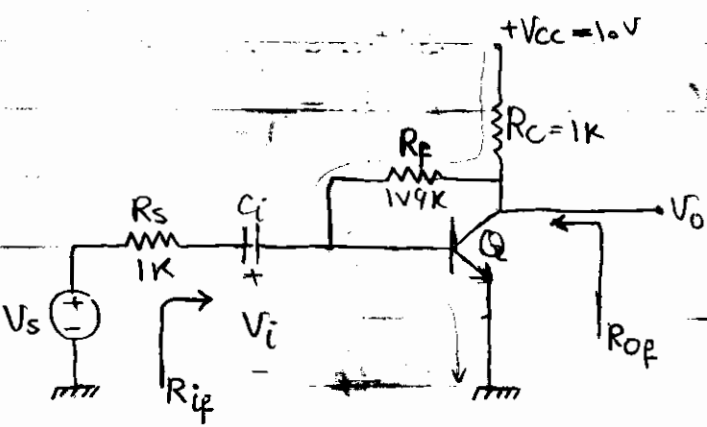 +Vcc = 10V
Rc = 1K
Rf
1V9K
Rs
1K
Ci
+
Q
Vo
Vs
+
-
Vi
-
Rif
Rof